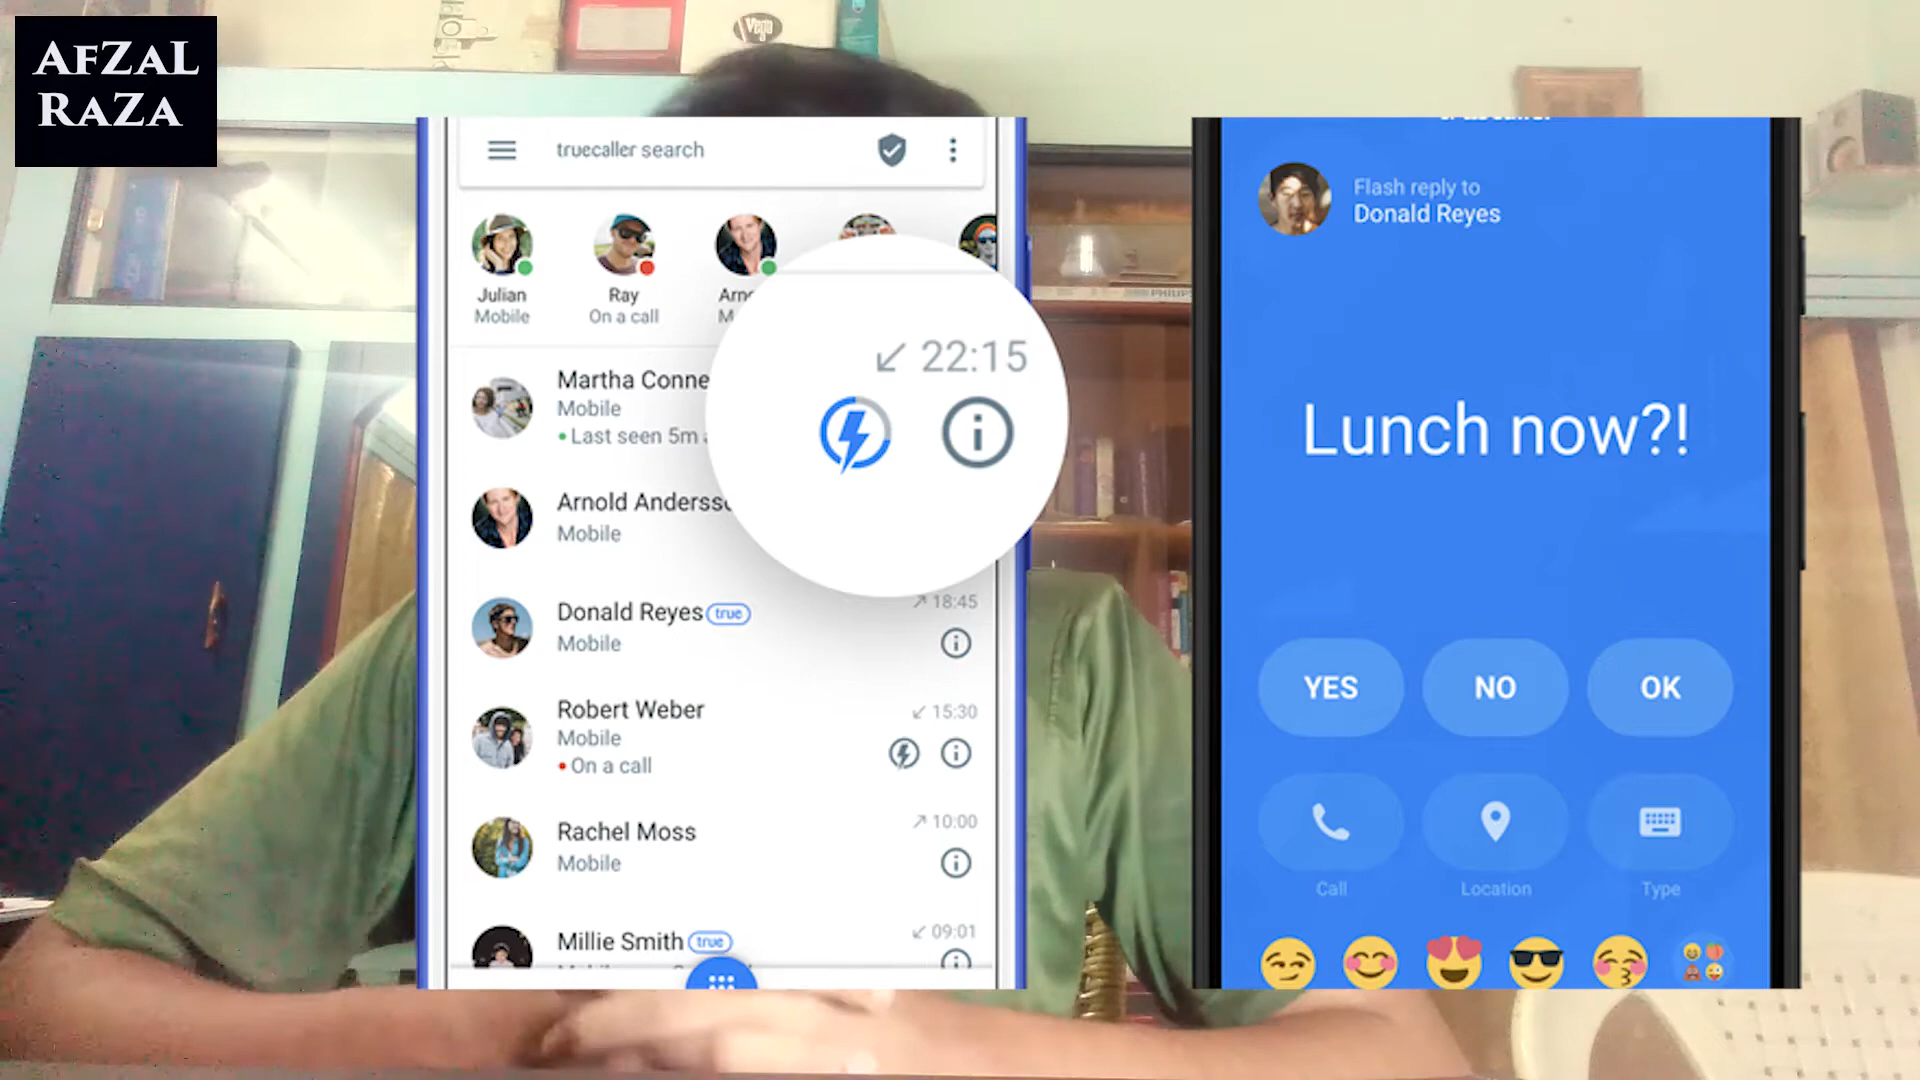 AFZAL
RAZA
Vego
PHILIPS
truecaller search
Julian
Mobile
Ray
On a call
22:15
Martha Conne
Mobile
Last seen 5m
Arnold Anderss
Mobile
Donald Reyes true
Mobile
18:45
Robert Weber
Mobile
On a call
15:30
Rachel Moss
Mobile
10:00
Millie Smith true
09:01
Flash reply to
Donald Reyes
Lunch now?!
YES NO OK
Call Location Type